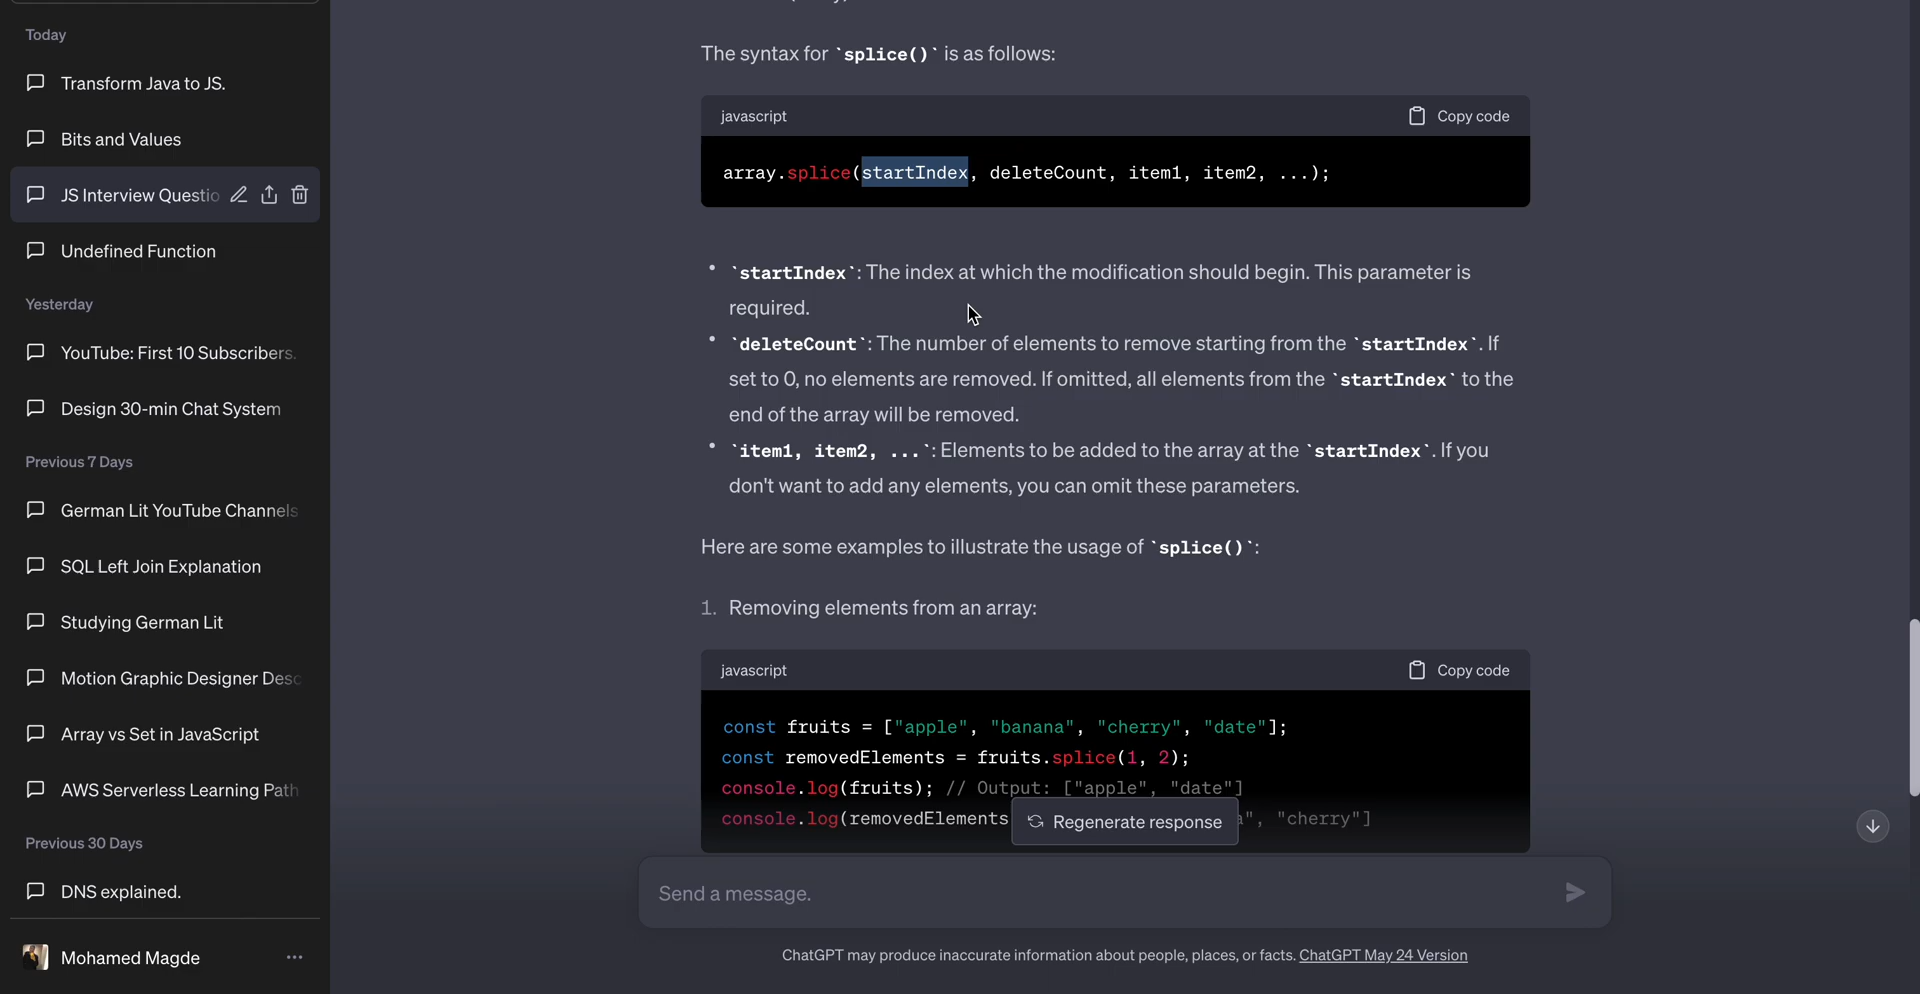 Today
Transform Java to JS.
Bits and Values
JS Interview Questio
Undefined Function
Yesterday
YouTube: First 10 Subscribers.
Design 30-min Chat System
Previous 7 Days
German Lit YouTube Channels
SQL Left Join Explanation
Studying German Lit
Motion Graphic Designer Desc
Array vs Set in JavaScript
AWS Serverless Learning Path
Previous 30 Days
DNS explained.
Mohamed Magde
The syntax for `splice()` is as follows:
javascript
Copy code
array.splice(startIndex, deleteCount, item1, item2, ...);
• `startIndex`: The index at which the modification should begin. This parameter is
required.
• `deleteCount`: The number of elements to remove starting from the `startIndex`. If
set to 0, no elements are removed. If omitted, all elements from the `startIndex` to the
end of the array will be removed.
• `item1, item2, ...`: Elements to be added to the array at the `startIndex`. If you
don't want to add any elements, you can omit these parameters.
Here are some examples to illustrate the usage of `splice()`:
1. Removing elements from an array:
javascript
Copy code
const fruits = ["apple", "banana", "cherry", "date"];
const removedElements = fruits.splice(1, 2);
console.log(fruits); // Output: ["apple", "date"]
console.log(removedElements
a", "cherry"]
Regenerate response
Send a message.
ChatGPT may produce inaccurate information about people, places, or facts. ChatGPT May 24 Version